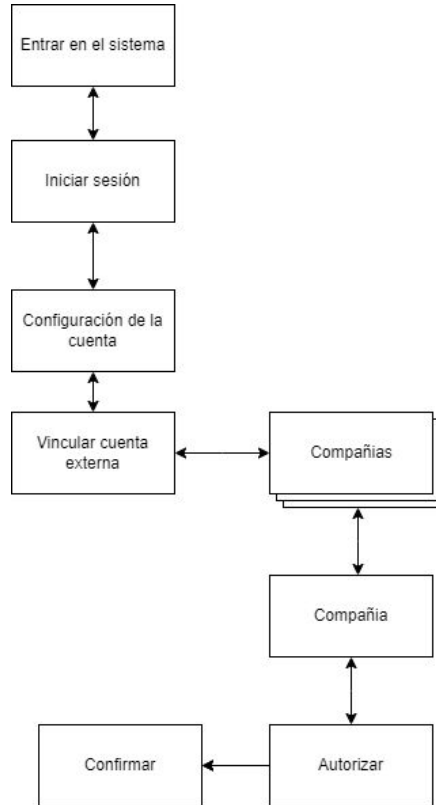 Entrar en el sistema
Iniciar sesión
Configuración de la
cuenta
Vincular cuenta
externa
Compañias
Compañia
Autorizar
Confirmar